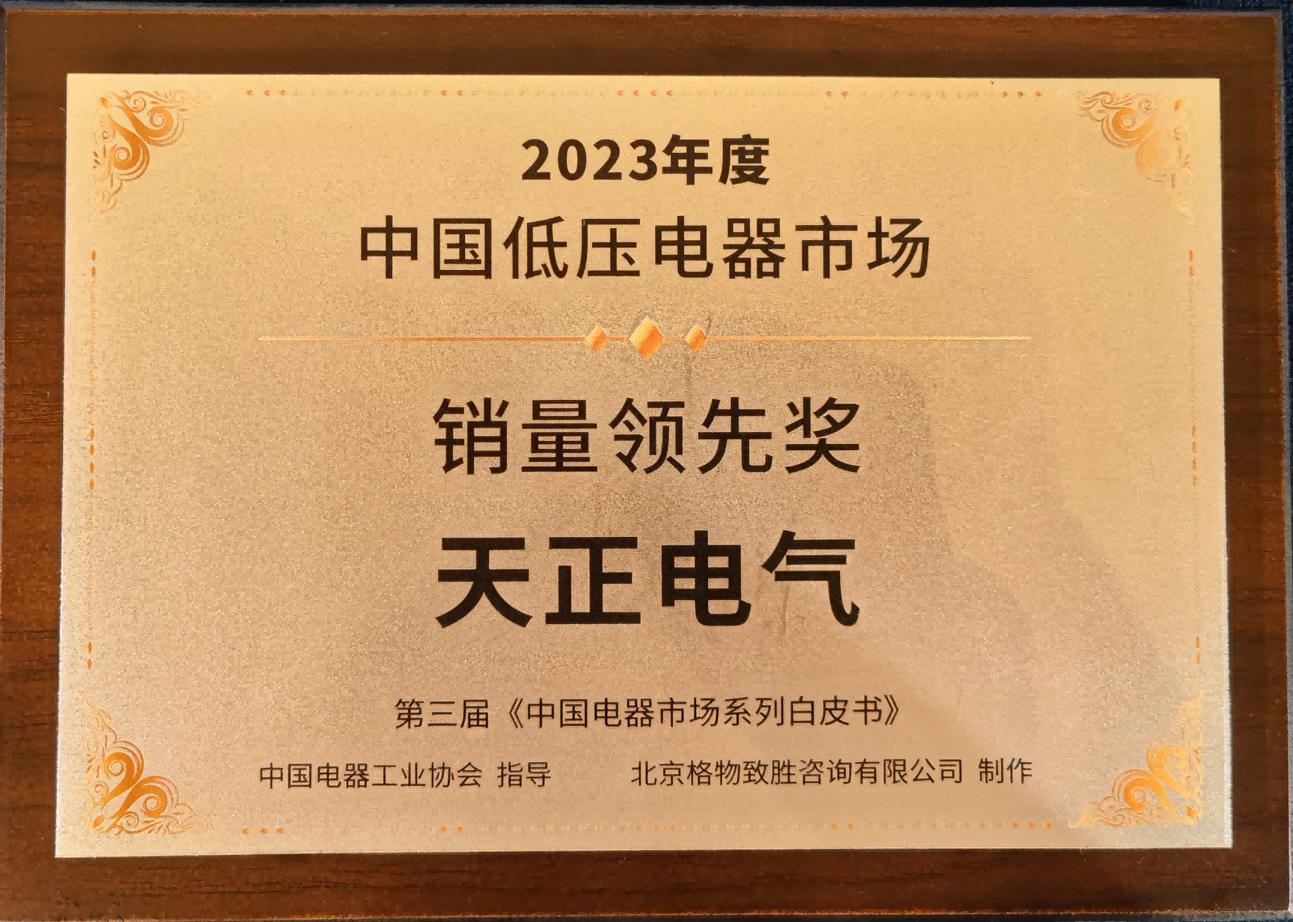 2023年度
中国低压电器市场
销量领先奖
天正电气
第三届《中国电器市场系列白皮书》
中国电器工业协会 指导 北京格物致胜咨询有限公司 制作